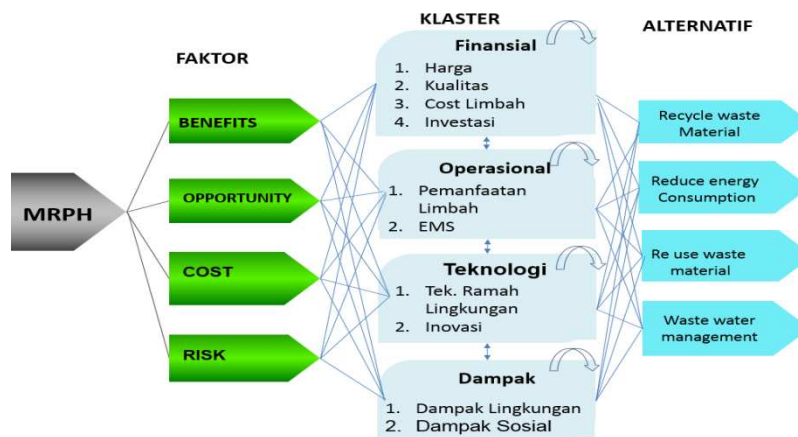 KLASTER
FAKTOR
ALTERNATIF
MRPH
BENEFITS
OPPORTUNITY
COST
RISK
Finansial
1. Harga
2. Kualitas
3. Cost Limbah
4. Investasi
Operasional
1. Pemanfaatan
Limbah
2. EMS
Teknologi
1. Tek. Ramah
Lingkungan
2. Inovasi
Dampak
1. Dampak Lingkungan
2. Dampak Sosial
Recycle waste
Material
Reduce energy
Consumption
Re use waste
material
Waste water
management